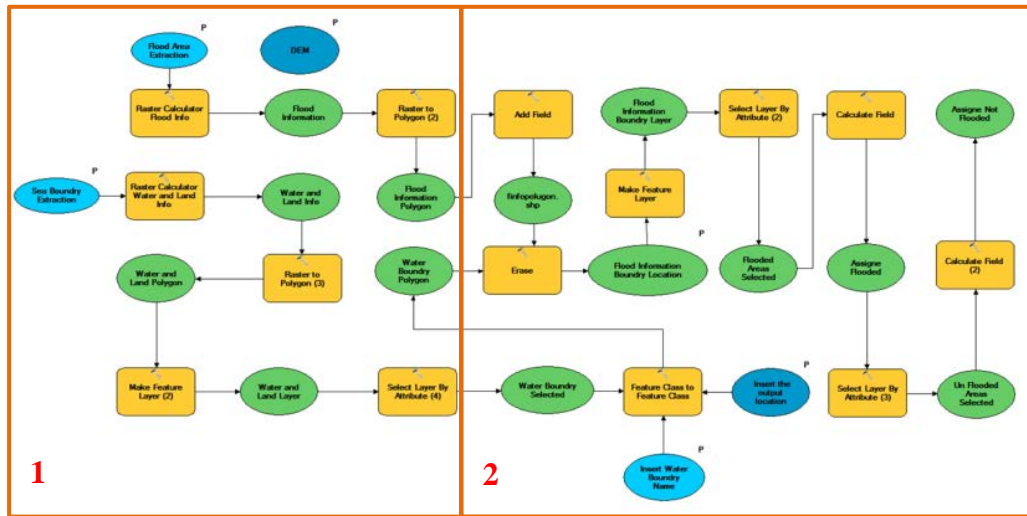 P
Flood Area
Extraction
P
DEM
Raster Calculator
Flood Info
Flood
Information
Raster to
Polygon (2)
P
Sea Boundry
Extraction
Raster Calculator
Water and Land
Info
Water and
Land Info
Flood
Information
Polygon
Water and
Land Polygon
Raster to
Polygon (3)
Water
Boundry
Polygon
Make Feature
Layer (2)
Water and
Land Layer
Select Layer By
Attribute (4)
1
Add Field
Flood
Information
Boundry Layer
Select Layer By
Attribute (2)
Calculate Field
Assigne Not
Flooded
finfopolugon.
shp
Make Feature
Layer
P
Erase
Flood Information
Boundry Location
Flooded
Areas
Selected
Assigne
Flooded
Calculate Field
(2)
Water Boundry
Selected
Feature Class to
Feature Class
P
Insert the
output
location
Select Layer By
Attribute (3)
Un Flooded
Areas
Selected
P
Insert Water
Boundry
Name
2